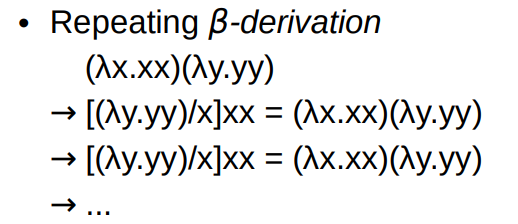 • Repeating β-derivation
(λx.xx)(λy.yy)
→ [(λy.yy)/x]xx = (λx.xx)(λy.yy)
→ [(λy.yy)/x]xx = (λx.xx)(λy.yy)
→ ...